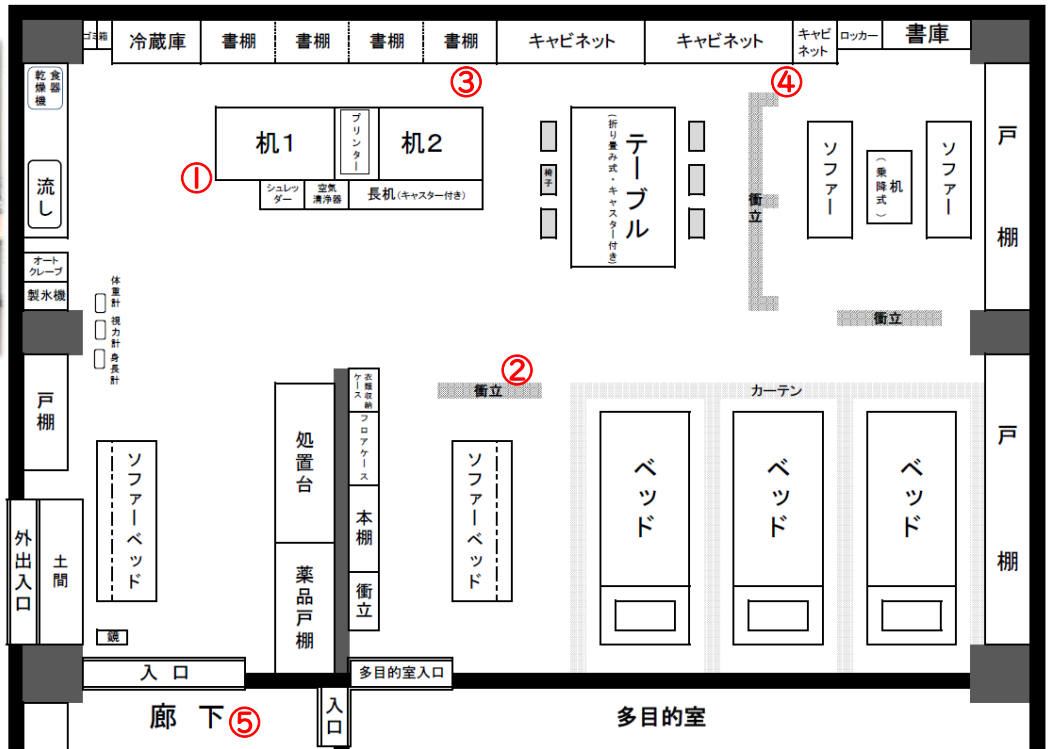 ゴミ箱
冷蔵庫
書棚
書棚
書棚
書棚
キャビネット
キャビネット
キャビネット
ロッカー
書庫
食器乾燥機
③
④
机1
プリンター
机2
①
シュレッダー
空気清浄器
長机(キャスター付き)
椅子
テーブル
(折り畳み式・キャスター付き)
衝立
ソファー
机
(乗降式)
ソファー
戸棚
流し
オートクレーブ
製氷機
体重計
視力計
身長計
衝立
②
衝立
カーテン
戸棚
処置台
衣類収納ケース
フロアケース
本棚
衝立
ソファーベッド
ソファーベッド
ベッド
ベッド
ベッド
戸棚
外出入口
土間
薬品戸棚
鏡
入口
多目的室入口
廊下
⑤
入口
多目的室